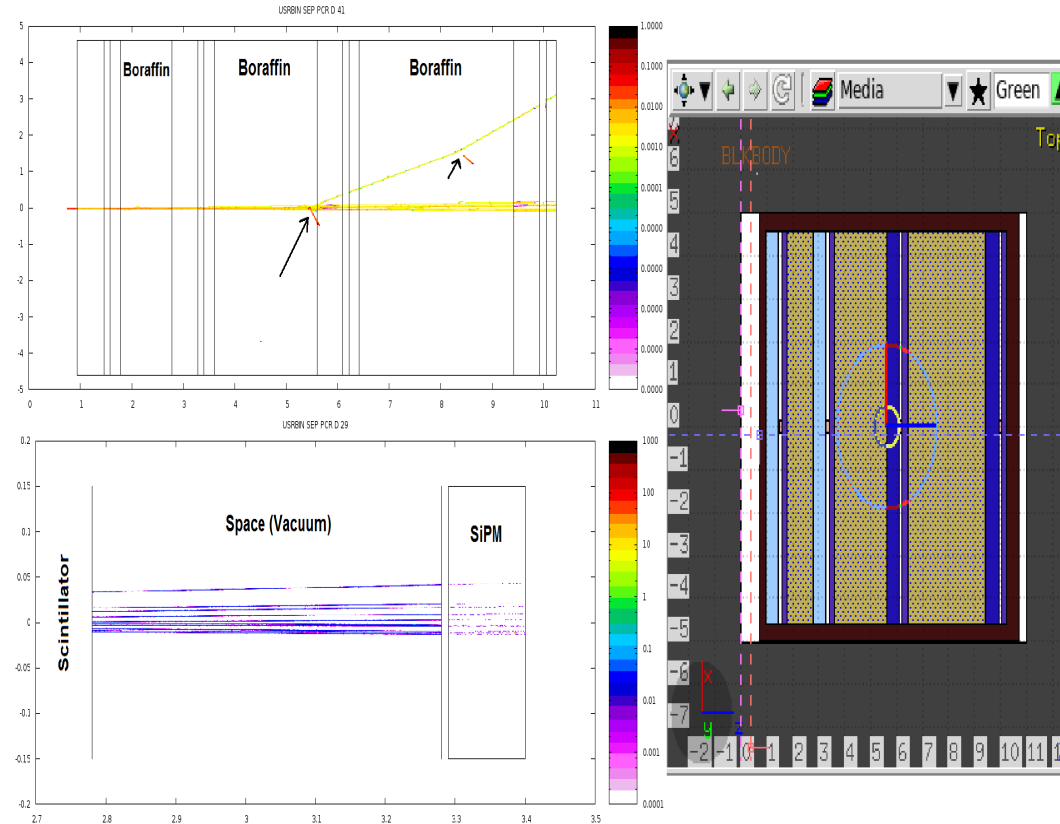 USRBIN SEP PCR D 41
5
4
3
2
1
0
-1
-2
-3
-4
-5
Boraffin
Boraffin
Boraffin
0 1 2 3 4 5 6 7 8 9 10 11
1.0000
0.1000
0.0100
0.0010
0.0001
0.0000
0.0000
0.0000
0.0000
0.0000
0.0000
USRBIN SEP PCR D 29
0.2
0.15
0.1
0.05
0
-0.05
-0.1
-0.15
-0.2
Scintillator
Space (Vacuum)
SiPM
2.7 2.8 2.9 3 3.1 3.2 3.3 3.4 3.5
1000
100
10
1
0.1
0.01
0.001
0.0001
Media
Green
BLKBODY
Top
x
6
5
4
3
2
1
0
-1
-2
-3
-4
-5
-6
-7
x
y
z
-2 -1 0 1 2 3 4 5 6 7 8 9 10 11